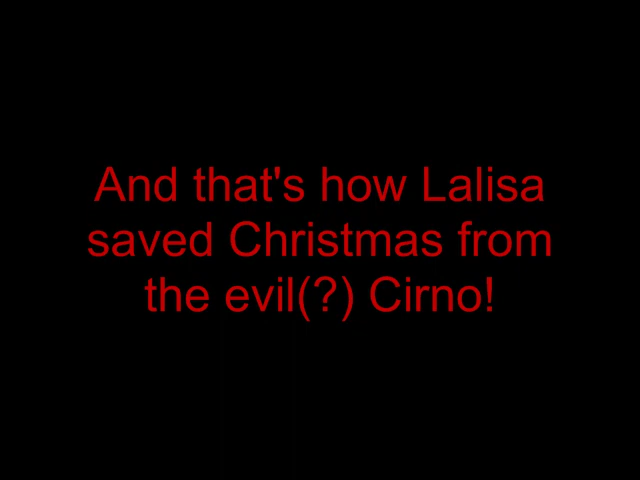 And that's how Lalisa
saved Christmas from
the evil(?) Cirno!